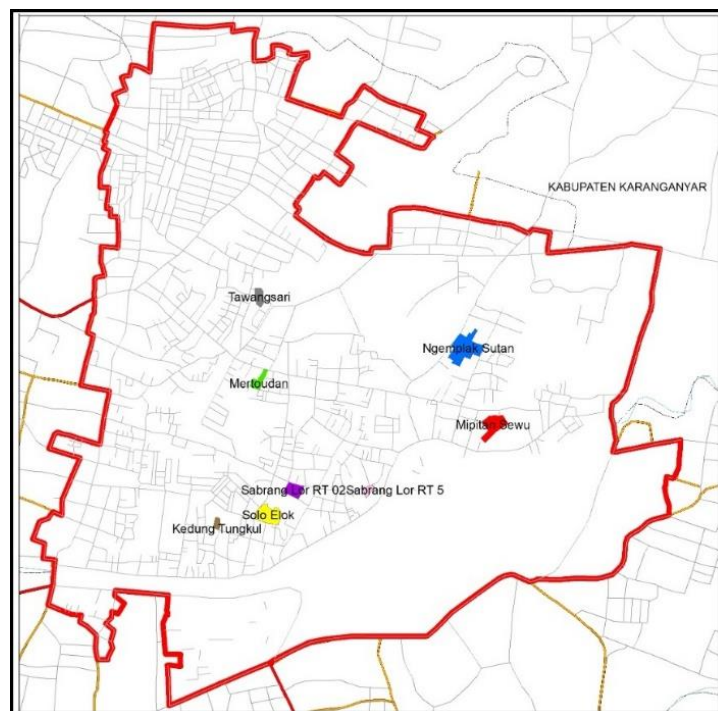 KABUPATEN KARANGANYAR
Tawangsari
Ngemplak Sutan
Mertoudan
Mipitan Sewu
Sabrang Lor RT 02Sabrang Lor RT 5
Solo Elok
Kedung Tungkul